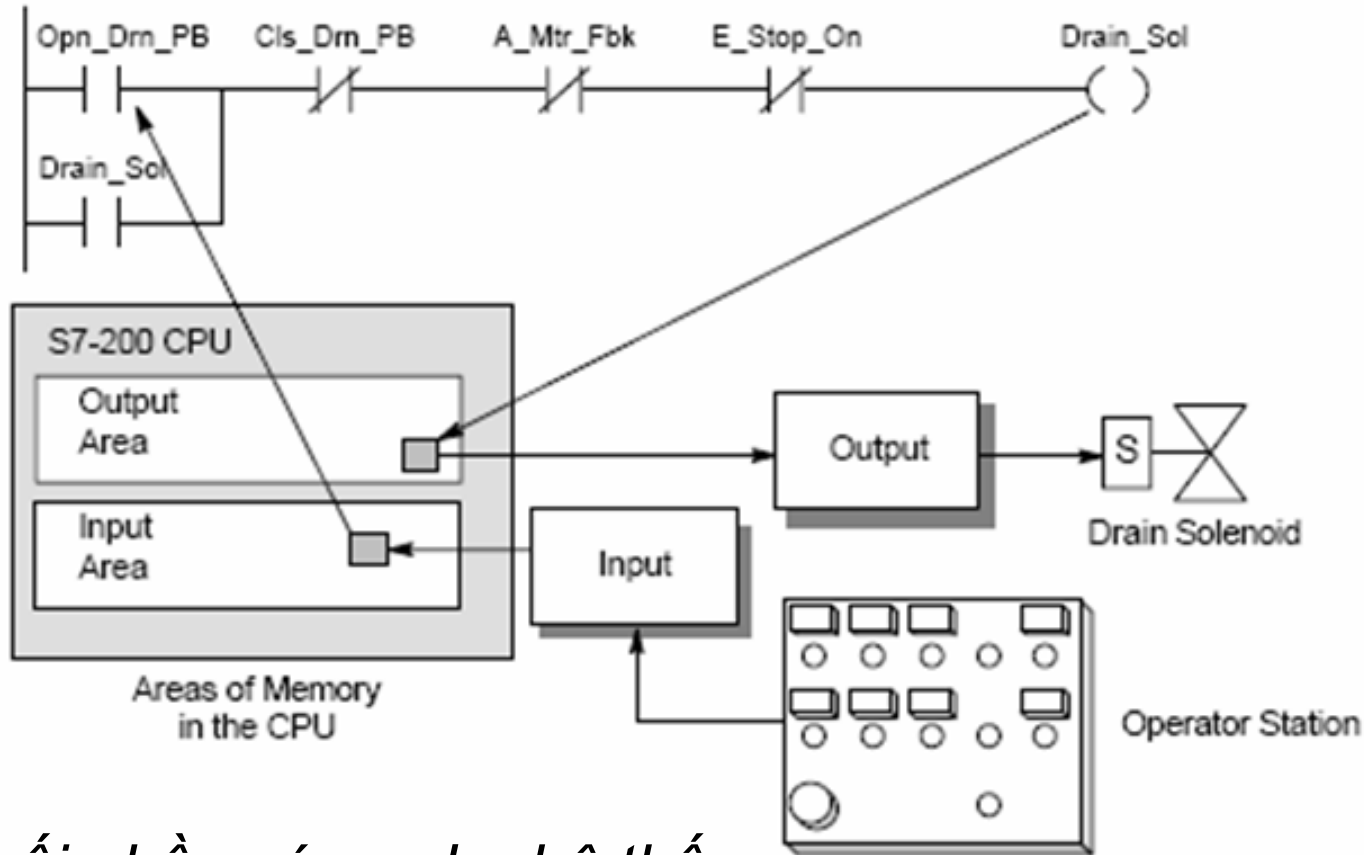 Opn_Drn_PB Cls_Drn_PB A_Mtr_Fbk E_Stop_On Drain_Sol
Drain_Sol
S7-200 CPU
Output
Area
Input
Area
Areas of Memory
in the CPU
Output
S
Drain Solenoid
Input
Operator Station